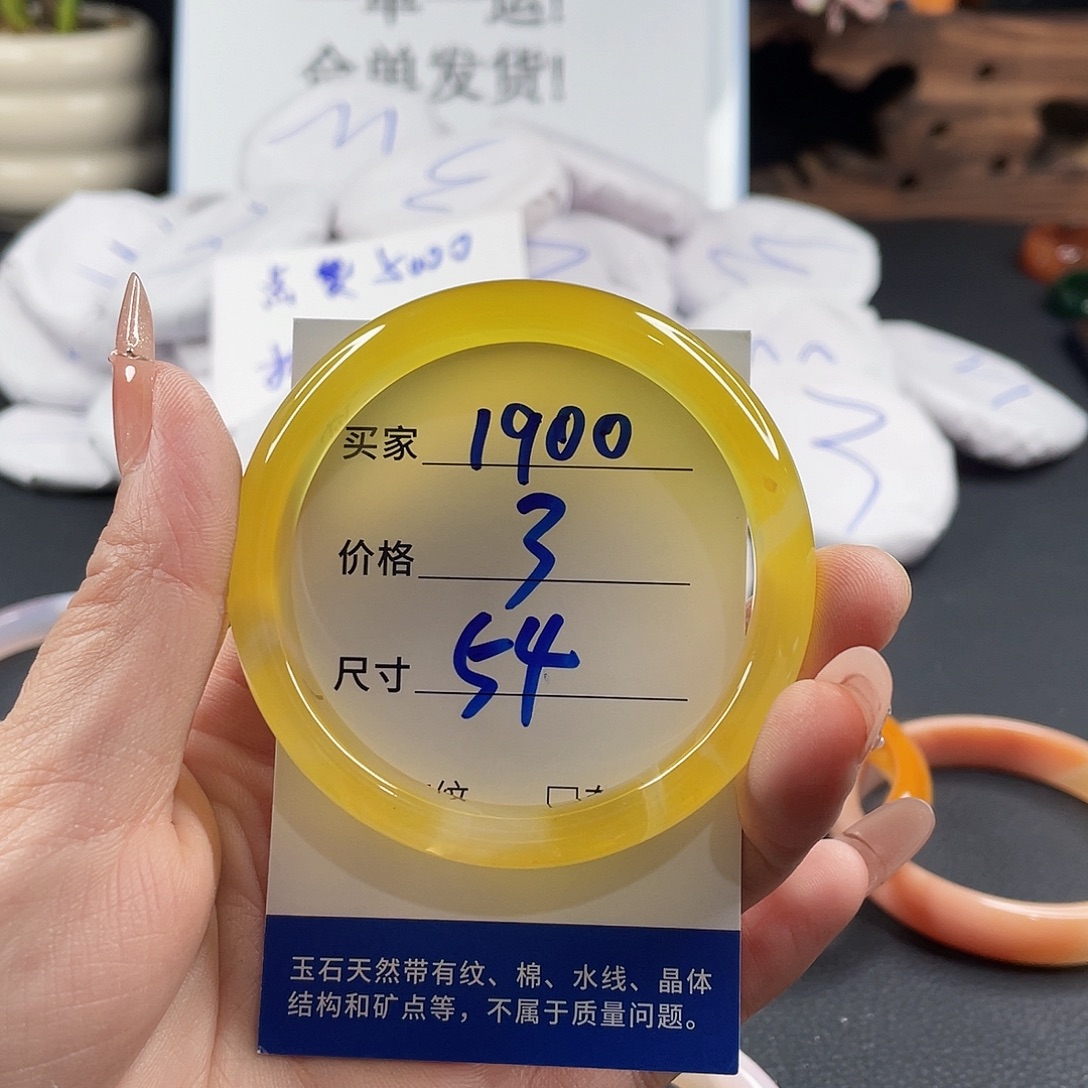 合单发货!
5000
买家 1900
价格 3
尺寸 54
玉石天然带有纹、棉、水线、晶体
结构和矿点等，不属于质量问题。